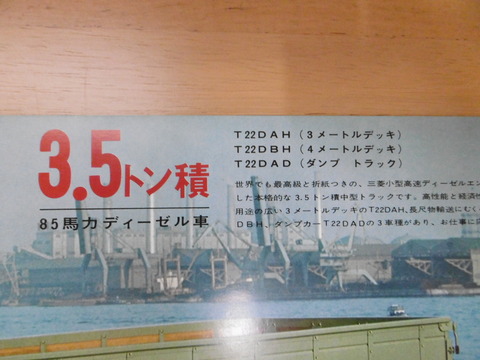 3.5トン積
85馬力ディーゼル車
T22DAH（3メートルデッキ）
T22DBH（4メートルデッキ）
T22DAD（ダンプ トラック）
世界でも最高級と折紙つきの、三菱小型高速ディーゼルエン
した本格的な3.5トン積中型トラックです。高性能と経済性
用途の広い3メートルデッキのT22DAH、長尺物輸送にむく
DBH、ダンプカーT22DADの3車種があり、お仕事に